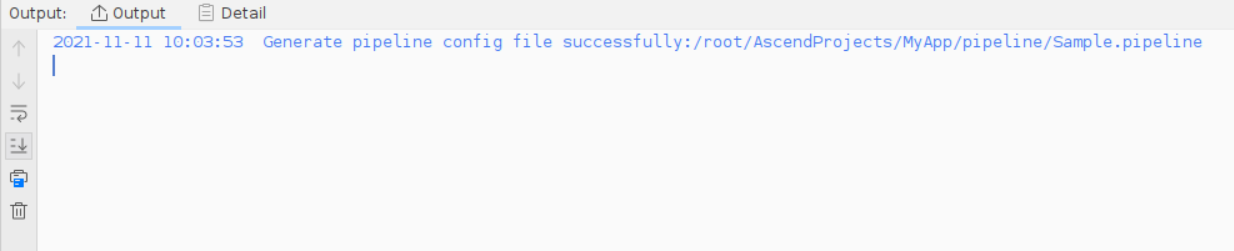 Output: Output Detail
2021-11-11 10:03:53 Generate pipeline config file successfully:/root/AscendProjects/MyApp/pipeline/Sample.pipeline